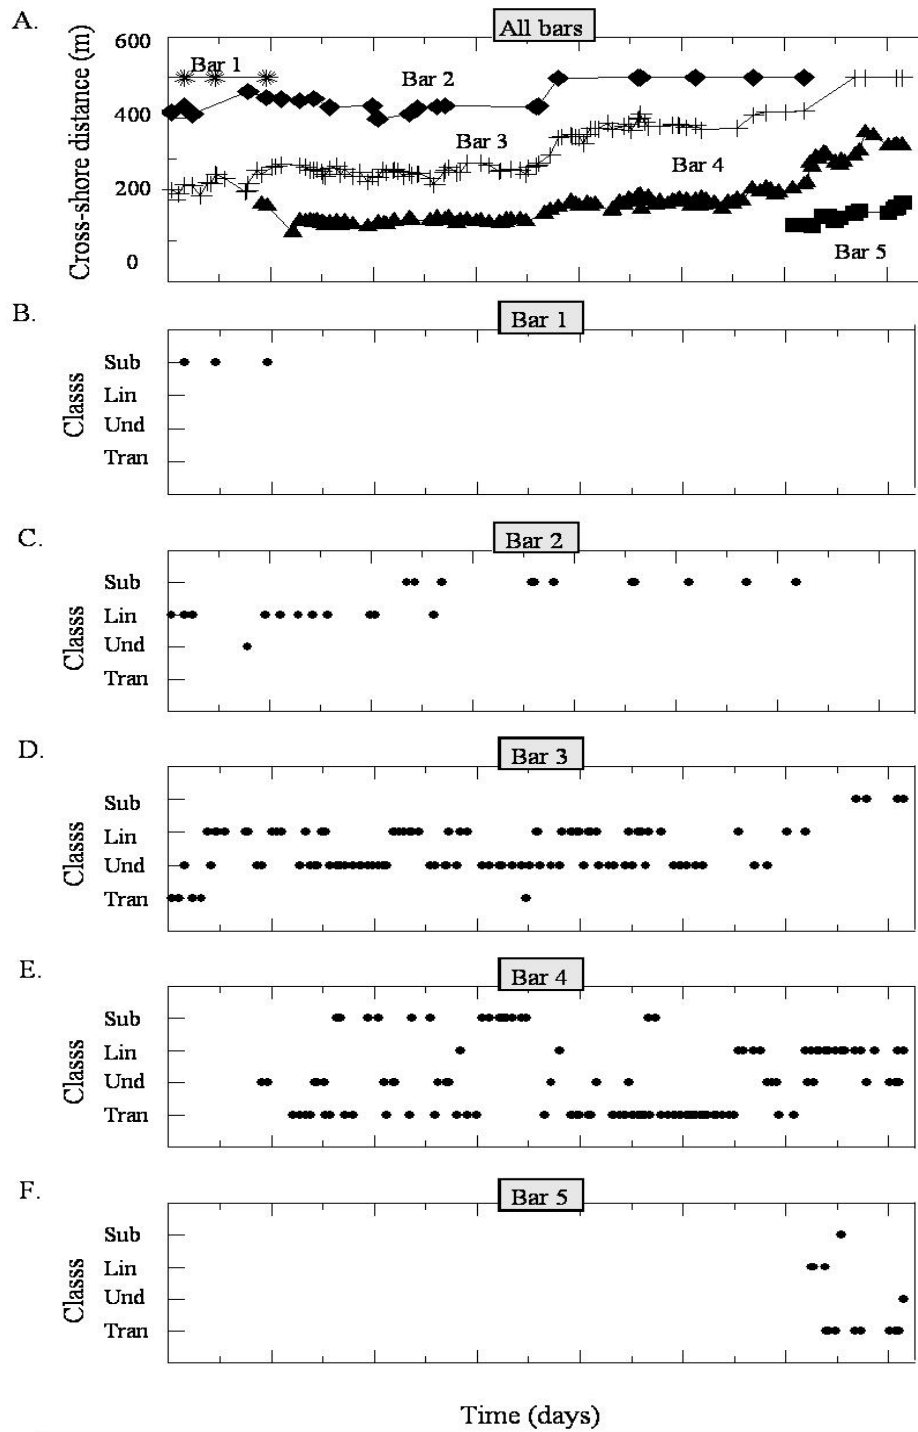 A.
All bars
Cross-shore distance (m)
600
400
200
0
Bar 1
Bar 2
Bar 3
Bar 4
Bar 5
B.
Bar 1
Classs
Sub
Lin
Und
Tran
C.
Bar 2
Classs
Sub
Lin
Und
Tran
D.
Bar 3
Classs
Sub
Lin
Und
Tran
E.
Bar 4
Classs
Sub
Lin
Und
Tran
F.
Bar 5
Classs
Sub
Lin
Und
Tran
Time (days)